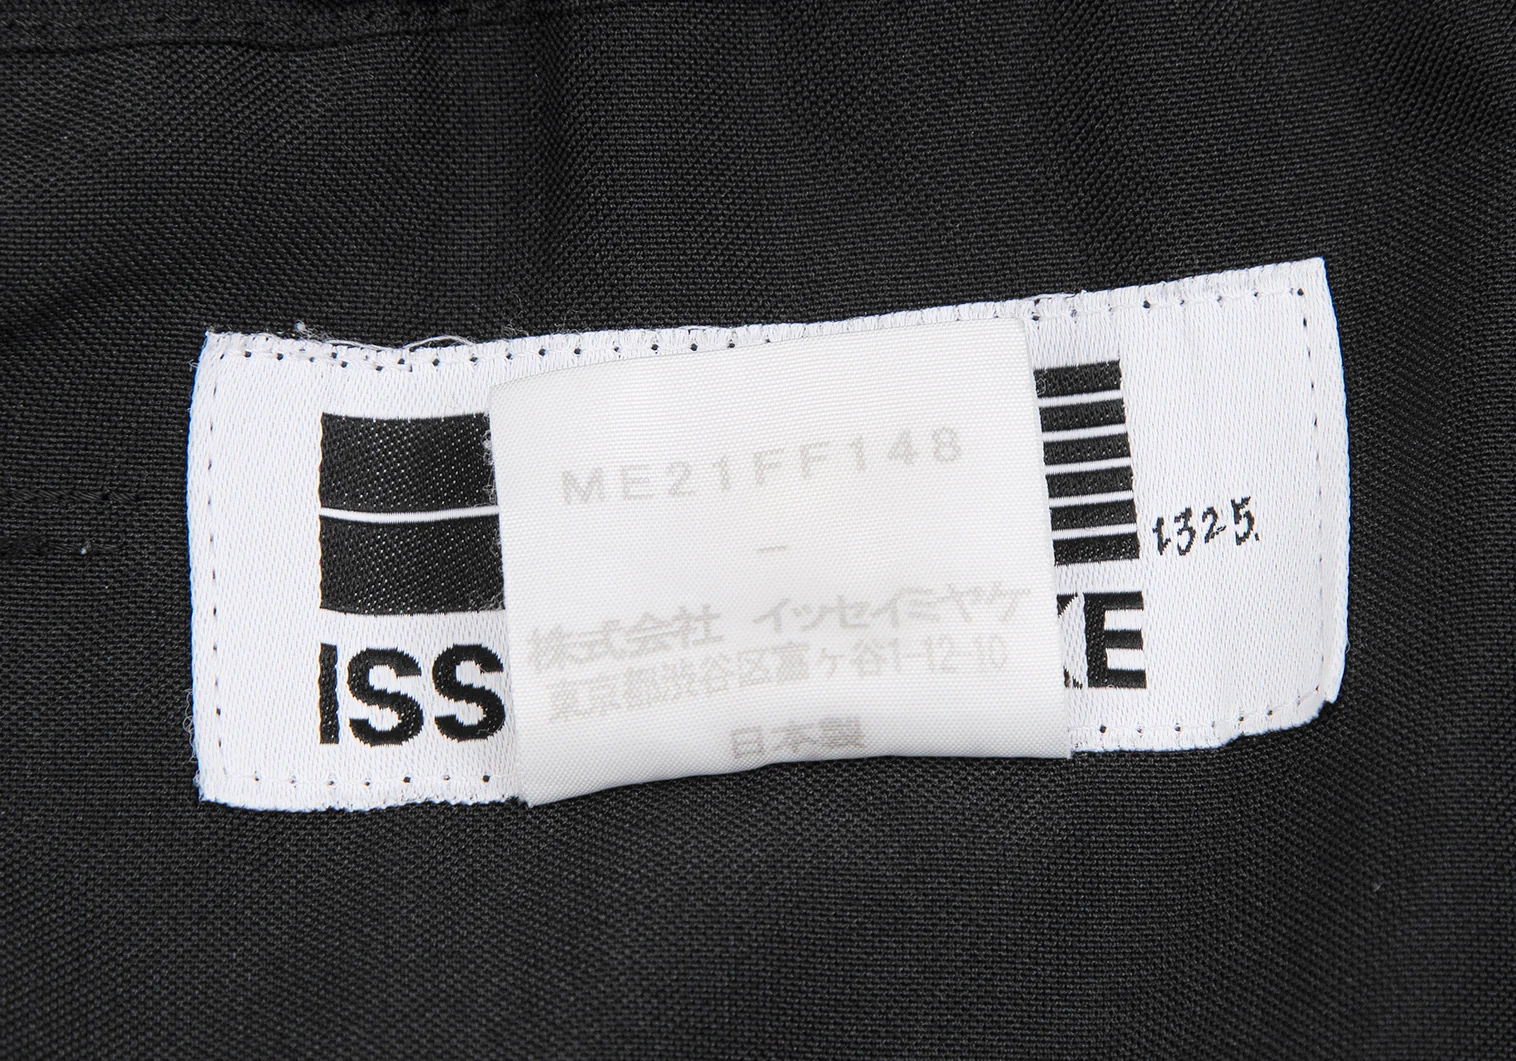 ME21FF148
—
株式会社 イッセイミヤケ
東京都渋谷区富ヶ谷1-12-10
日本製
1325.
ISS
KE